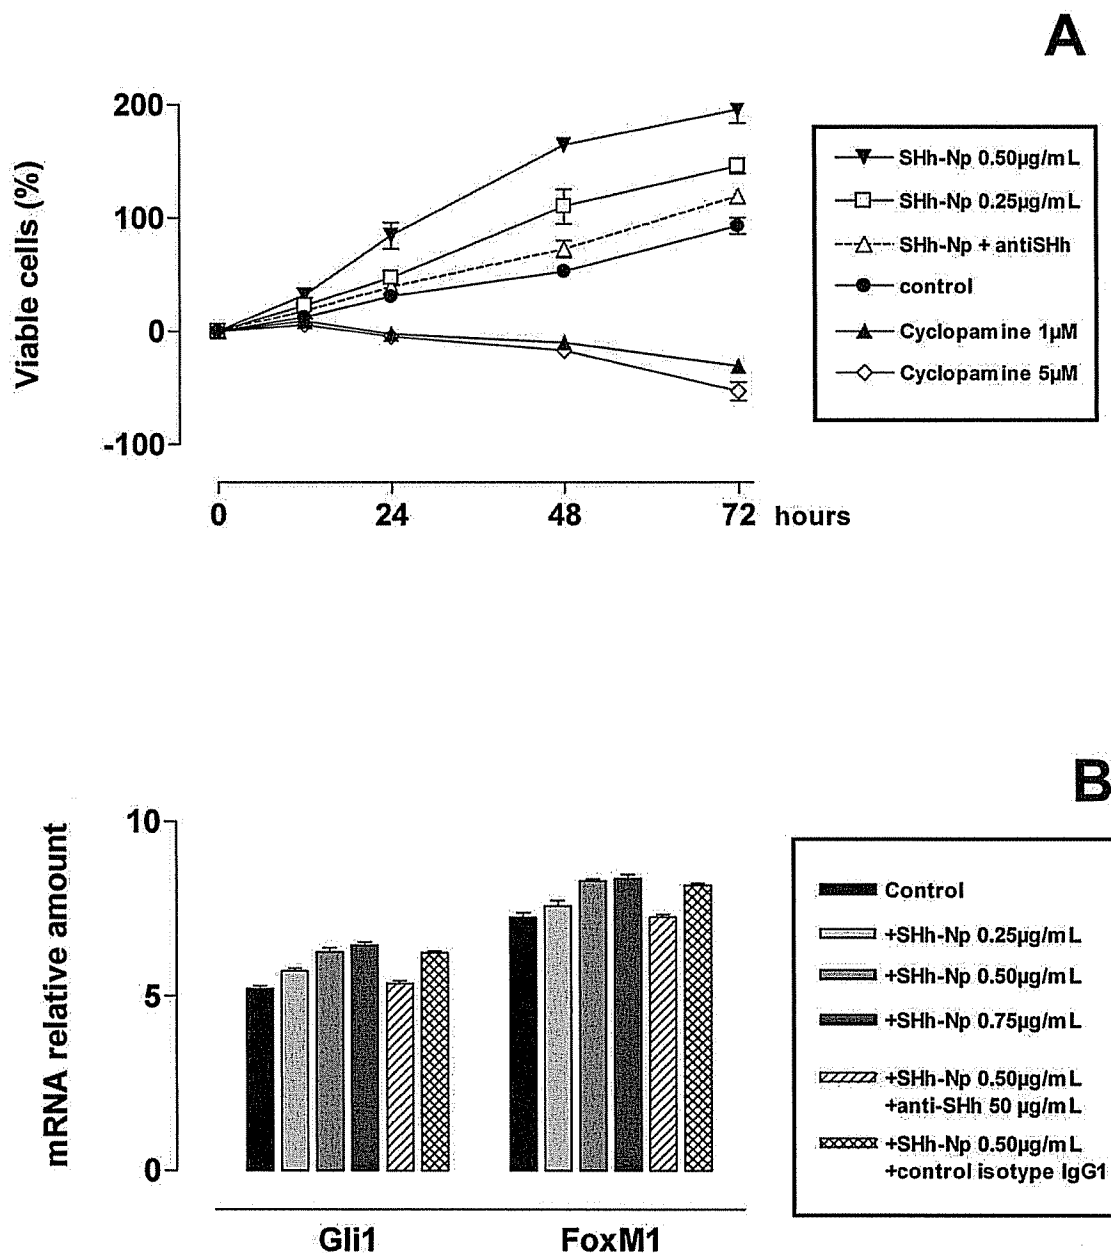 A
200
100
0
-100
Viable cells (%)
0
24
48
72
hours
SHh-Np 0.50µg/mL
SHh-Np 0.25µg/mL
SHh-Np + antiSHh
control
Cyclopamine 1µM
Cyclopamine 5µM
B
10
5
0
mRNA relative amount
Gli1
FoxM1
Control
+SHh-Np 0.25µg/mL
+SHh-Np 0.50µg/mL
+SHh-Np 0.75µg/mL
+SHh-Np 0.50µg/mL
+anti-SHh 50 µg/mL
+SHh-Np 0.50µg/mL
+control isotype IgG1